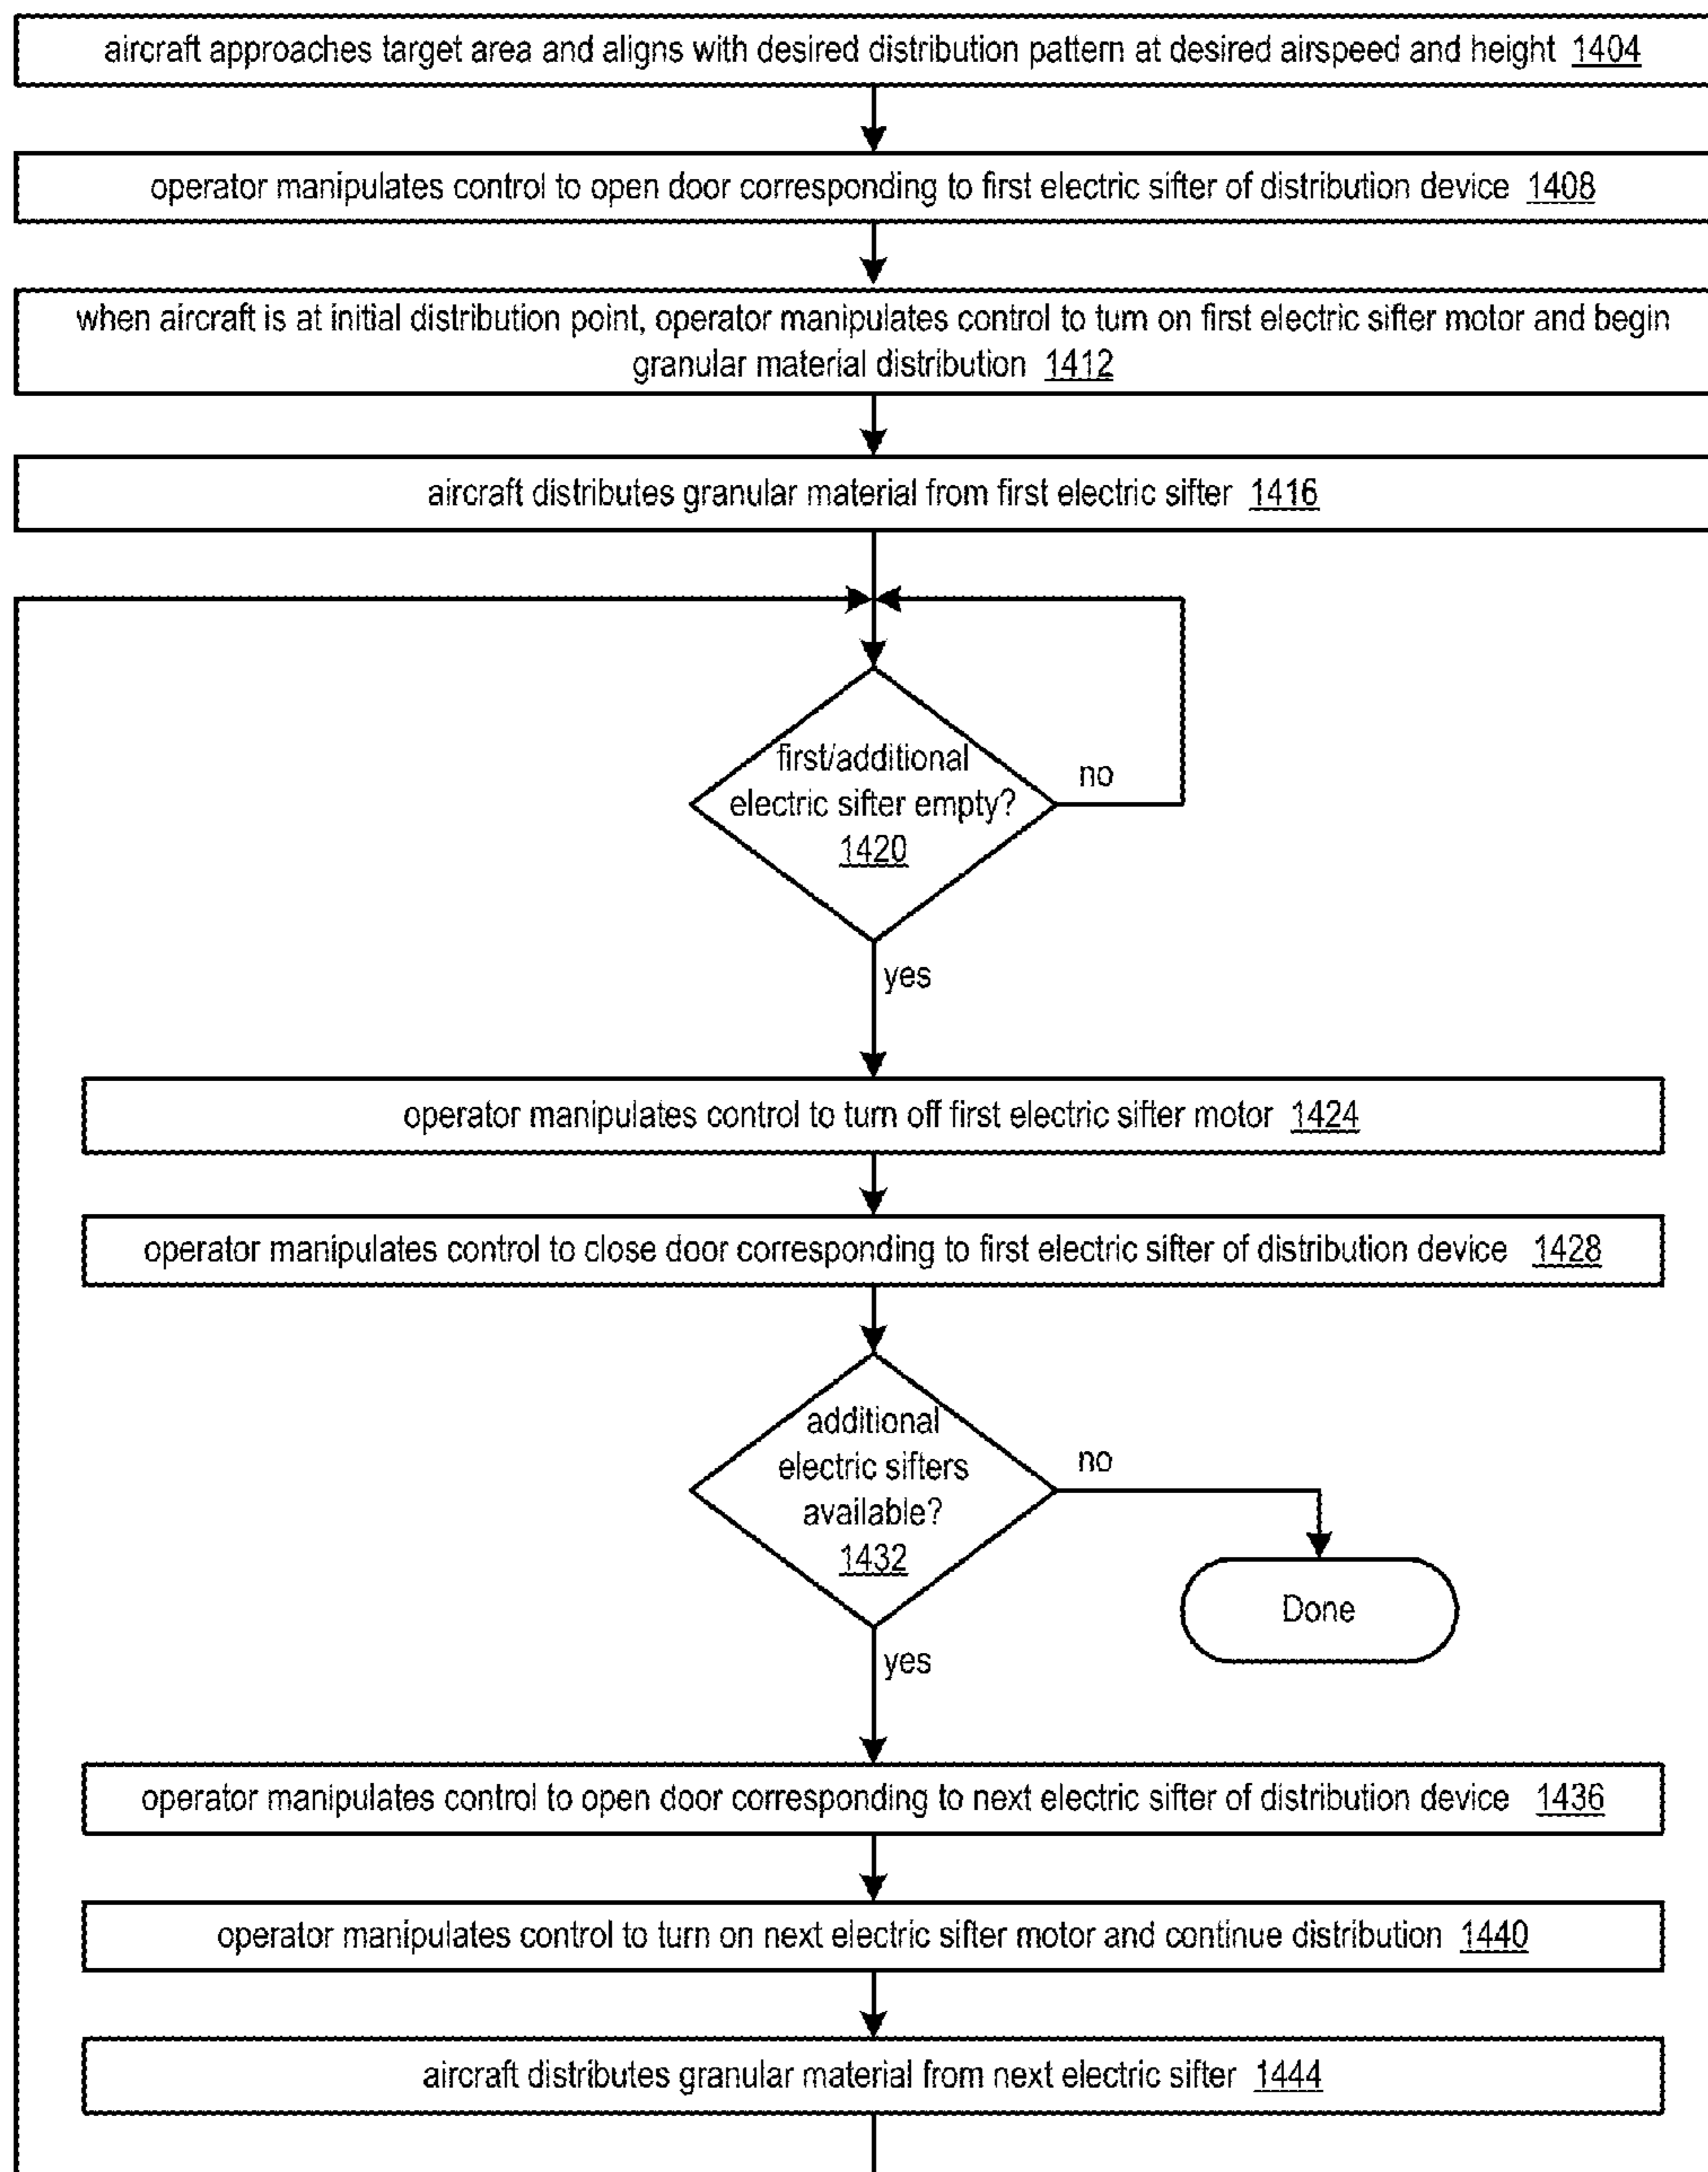 aircraft approaches target area and aligns with desired distribution pattern at desired airspeed and height 1404
operator manipulates control to open door corresponding to first electric sifter of distribution device 1408
when aircraft is at initial distribution point, operator manipulates control to turn on first electric sifter motor and begin
granular material distribution 1412
aircraft distributes granular material from first electric sifter 1416
first/additional
electric sifter empty?
1420
no
yes
operator manipulates control to turn off first electric sifter motor 1424
operator manipulates control to close door corresponding to first electric sifter of distribution device 1428
additional
electric sifters
available?
1432
no
Done
yes
operator manipulates control to open door corresponding to next electric sifter of distribution device 1436
operator manipulates control to turn on next electric sifter motor and continue distribution 1440
aircraft distributes granular material from next electric sifter 1444